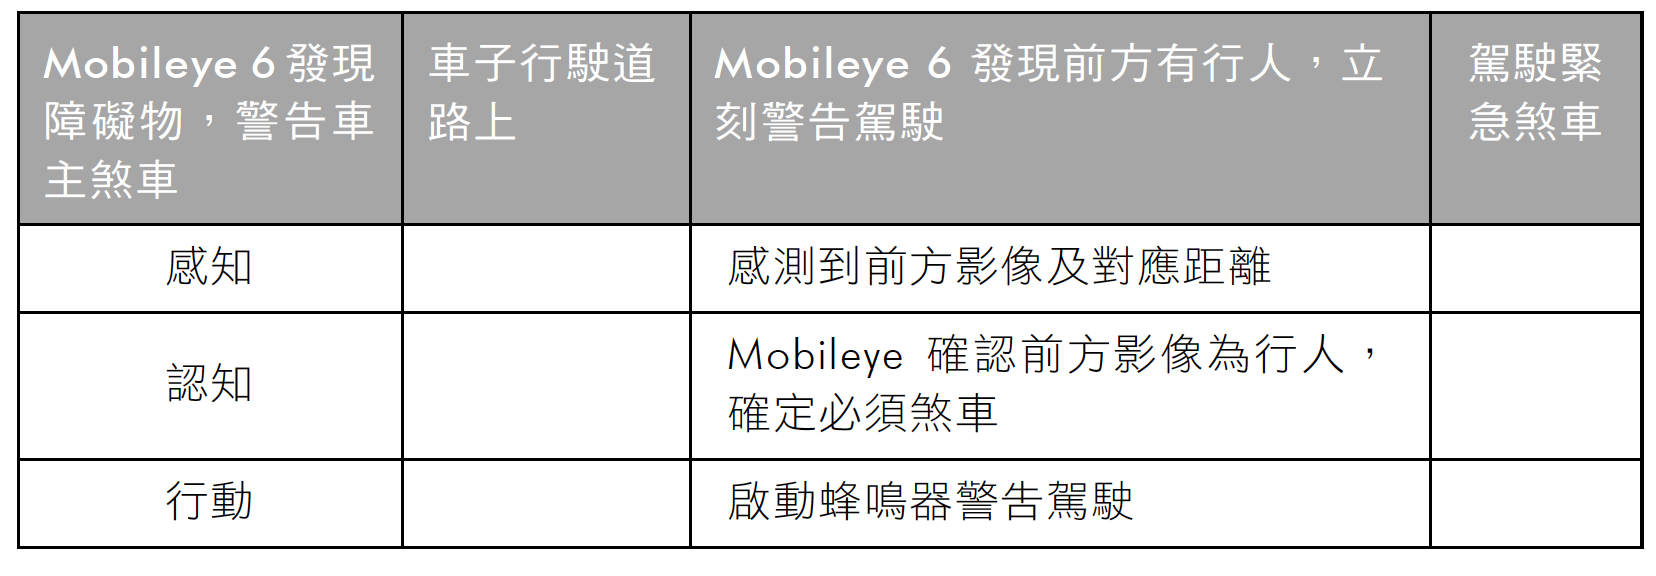 Mobileye 6 發現
障礙物，警告車
主煞車
車子行駛道
路上
Mobileye 6 發現前方有行人，立
刻警告駕駛
駕駛緊
急煞車
感知
感測到前方影像及對應距離
認知
Mobileye 確認前方影像為行人，
確定必須煞車
行動
啟動蜂鳴器警告駕駛